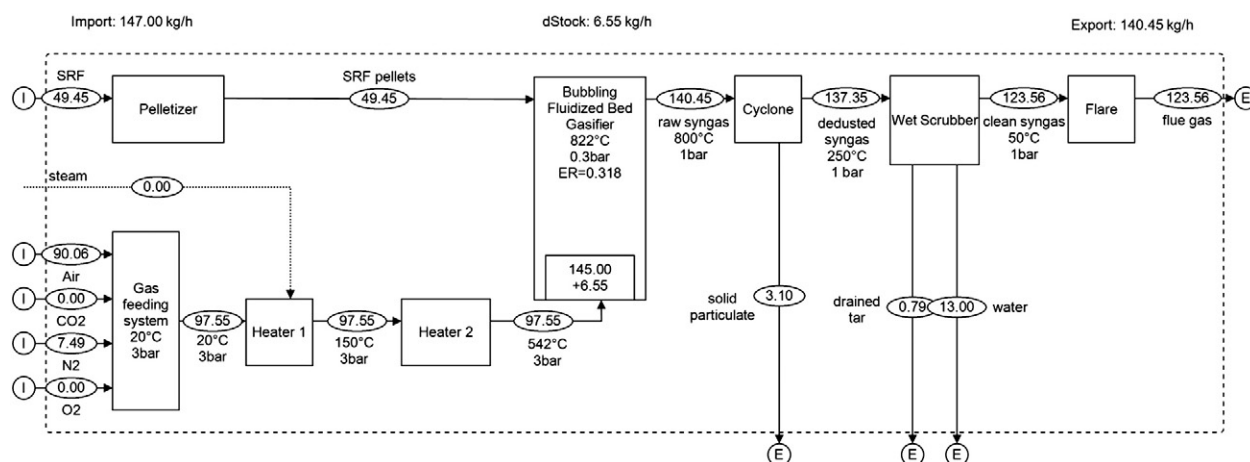 Import: 147.00 kg/h
dStock: 6.55 kg/h
Export: 140.45 kg/h
SRF
I
49.45
Pelletizer
SRF pellets
49.45
Bubbling
Fluidized Bed
Gasifier
822°C
0.3bar
ER=0.318
145.00
+6.55
140.45
raw syngas
800°C
1bar
Cyclone
137.35
dedusted
syngas
250°C
1 bar
Wet Scrubber
123.56
clean syngas
50°C
1bar
Flare
123.56
flue gas
E
steam
0.00
I
90.06
Air
I
0.00
CO2
I
7.49
N2
I
0.00
O2
Gas
feeding
system
20°C
3bar
97.55
20°C
3bar
Heater 1
97.55
150°C
3bar
Heater 2
97.55
542°C
3bar
solid
particulate
3.10
drained
tar
0.79
13.00
water
E
E
E